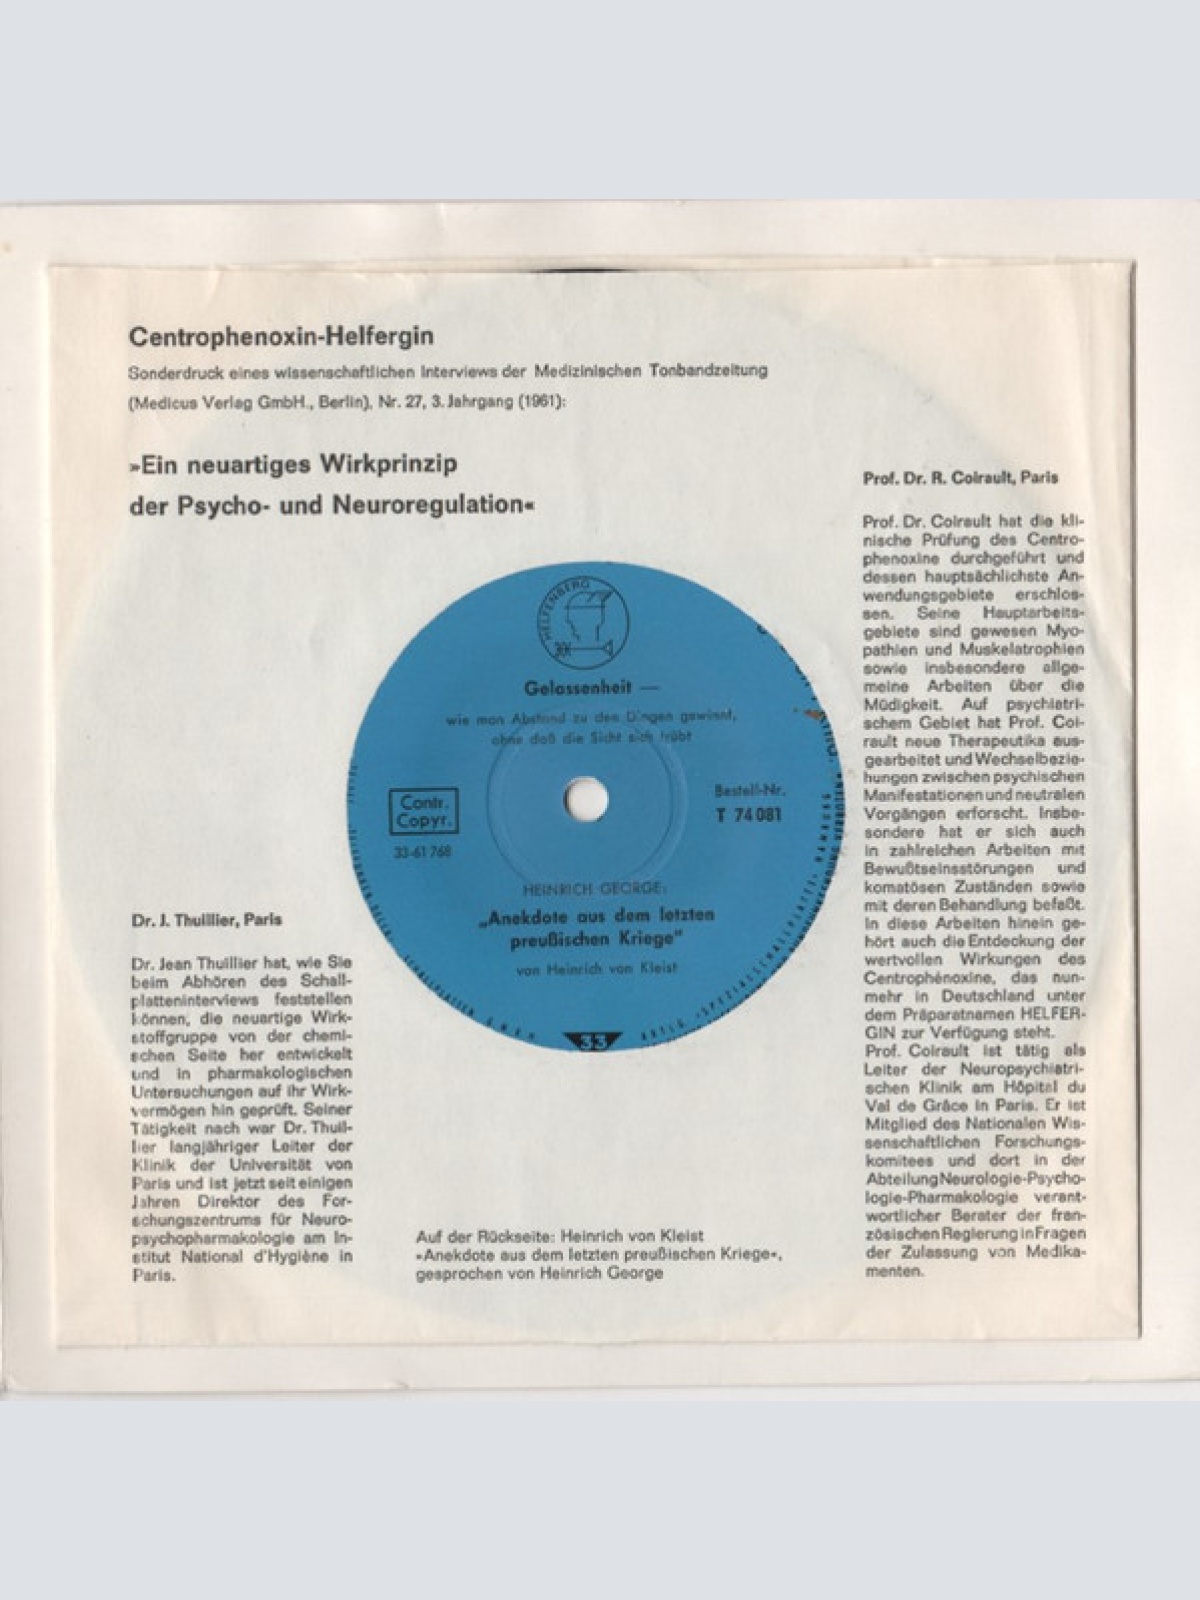 Centrophenoxin-Helfergin
Sonderdruck eines wissenschaftlichen Interviews der Medizinischen Tonbandzeitung
(Medicus Verlag GmbH., Berlin), Nr. 27, 3. Jahrgang (1961):
»Ein neuartiges Wirkprinzip
der Psycho- und Neuroregulation«
Dr. J. Thuillier, Paris
Dr. Jean Thuillier hat, wie Sie
beim Abhören des Schall-
platteninterviews feststellen
können, die neuartige Wirk-
stoffgruppe von der chemi-
schen Seite her entwickelt
und in pharmakologischen
Untersuchungen auf ihr Wirk-
vermögen hin geprüft. Seiner
Tätigkeit nach war Dr. Thuil-
lier langjähriger Leiter der
Klinik der Universität von
Paris und ist jetzt seit einigen
Jahren Direktor des For-
schungszentrums für Neuro-
psychopharmakologie am In-
stitut National d'Hygiène in
Paris.
HELFENBERG
Gelassenheit —
wie man Abstand zu den Dingen gewinnt,
ohne daß die Sicht sich trübt
Contr.
Copyr.
33-61 768
Bestell-Nr.
T 74 081
HEINRICH GEORGE:
„Anekdote aus dem letzten
preußischen Kriege"
von Heinrich von Kleist
33
Auf der Rückseite: Heinrich von Kleist
»Anekdote aus dem letzten preußischen Kriege«,
gesprochen von Heinrich George
Prof. Dr. R. Coirault, Paris
Prof. Dr. Coirault hat die kli-
nische Prüfung des Centro-
phenoxine durchgeführt und
dessen hauptsächlichste An-
wendungsgebiete erschlos-
sen. Seine Hauptarbeits-
gebiete sind gewesen Myo-
pathien und Muskelatrophien
sowie insbesondere allge-
meine Arbeiten über die
Müdigkeit. Auf psychiatri-
schem Gebiet hat Prof. Coi-
rault neue Therapeutika aus-
gearbeitet und Wechselbezie-
hungen zwischen psychischen
Manifestationen und neutralen
Vorgängen erforscht. Insbe-
sondere hat er sich auch
in zahlreichen Arbeiten mit
Bewußtseinsstörungen und
komatösen Zuständen sowie
mit deren Behandlung befaßt.
In diese Arbeiten hinein ge-
hört auch die Entdeckung der
wertvollen Wirkungen des
Centrophénoxine, das nun-
mehr in Deutschland unter
dem Präparatnamen HELFER-
GIN zur Verfügung steht.
Prof. Coirault ist tätig als
Leiter der Neuropsychiatri-
schen Klinik am Hôpital du
Val de Grâce in Paris. Er ist
Mitglied des Nationalen Wis-
senschaftlichen Forschungs-
komitees und dort in der
Abteilung Neurologie-Psycho-
logie-Pharmakologie verant-
wortlicher Berater der fran-
zösischen Regierung in Fragen
der Zulassung von Medika-
menten.